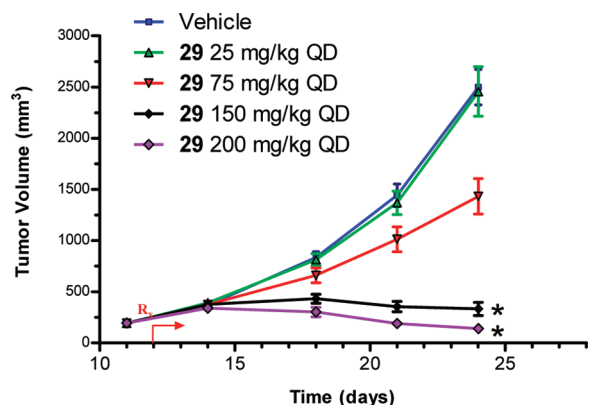 Vehicle
29 25 mg/kg QD
29 75 mg/kg QD
29 150 mg/kg QD
29 200 mg/kg QD
3000
2500
2000
1500
1000
500
0
Tumor Volume (mm³)
Rx
*
*
10 15 20 25
Time (days)